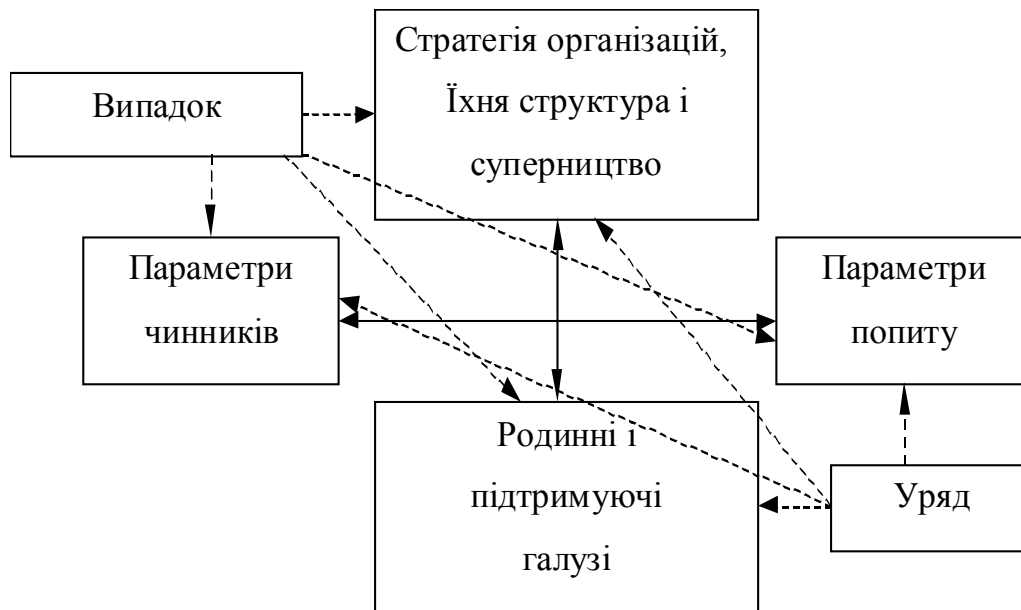 Стратегія організацій,
Їхня структура і
суперництво
Випадок
Параметри
чинників
Параметри
попиту
Родинні і
підтримуючі
галузі
Уряд